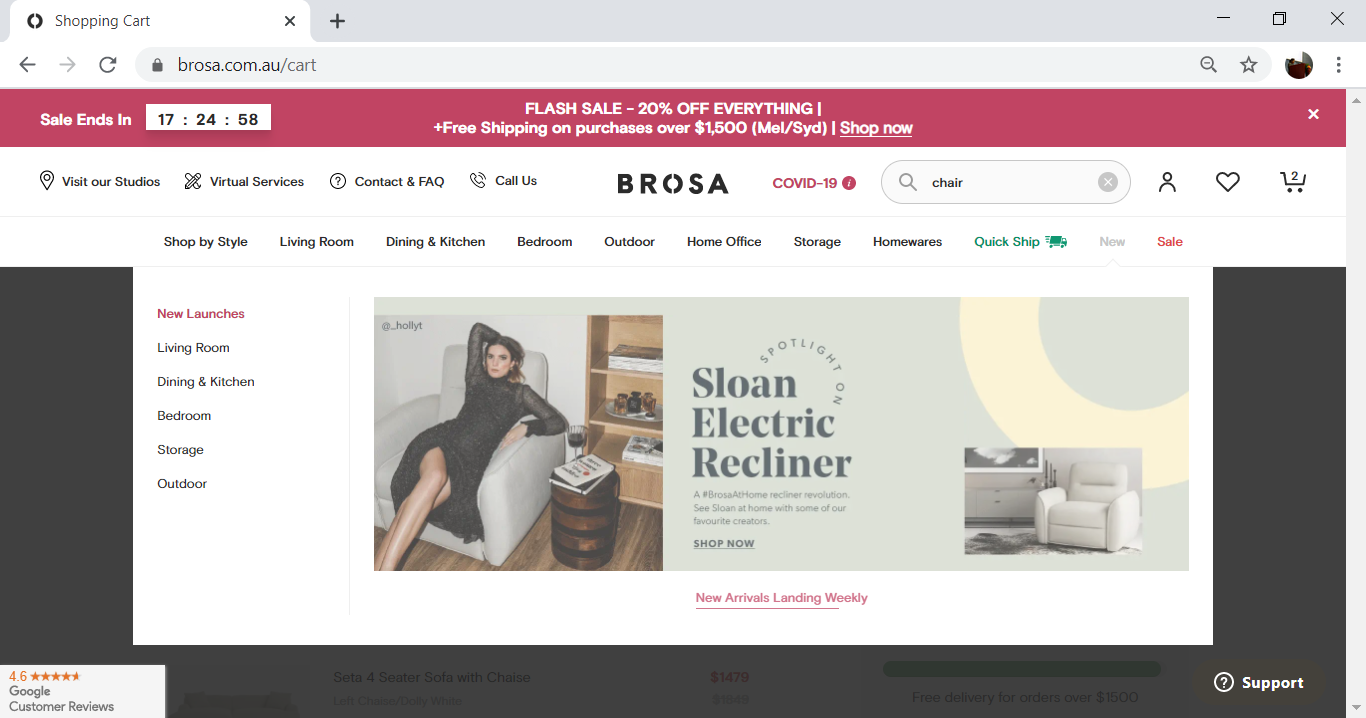 Shopping Cart
brosa.com.au/cart
Sale Ends In
17 : 24 : 58
FLASH SALE - 20% OFF EVERYTHING |
+Free Shipping on purchases over $1,500 (Mel/Syd) | Shop now
Visit our Studios
Virtual Services
Contact & FAQ
Call Us
BROSA
COVID-19
chair
2
Shop by Style
Living Room
Dining & Kitchen
Bedroom
Outdoor
Home Office
Storage
Homewares
Quick Ship
New
Sale
New Launches
Living Room
Dining & Kitchen
Bedroom
Storage
Outdoor
@_hollyt
SPOTLIGHT ON
Sloan
Electric
Recliner
A #BrosaAtHome recliner revolution.
See Sloan at home with some of our
favourite creators.
SHOP NOW
New Arrivals Landing Weekly
4.6
Google
Customer Reviews
Seta 4 Seater Sofa with Chaise
$1479
Left Chaise/Dolly White
$1849
Free delivery for orders over $1500
Support